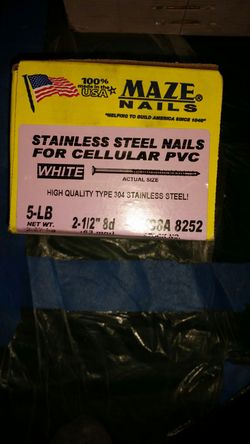 100%
made in the
USA
MAZE®
NAILS
"HELPING TO BUILD AMERICA SINCE 1848"
STAINLESS STEEL NAILS
FOR CELLULAR PVC
WHITE
ACTUAL SIZE
HIGH QUALITY TYPE 304 STAINLESS STEEL!
5-LB
2-1/2" 8d
8252
NET WT.